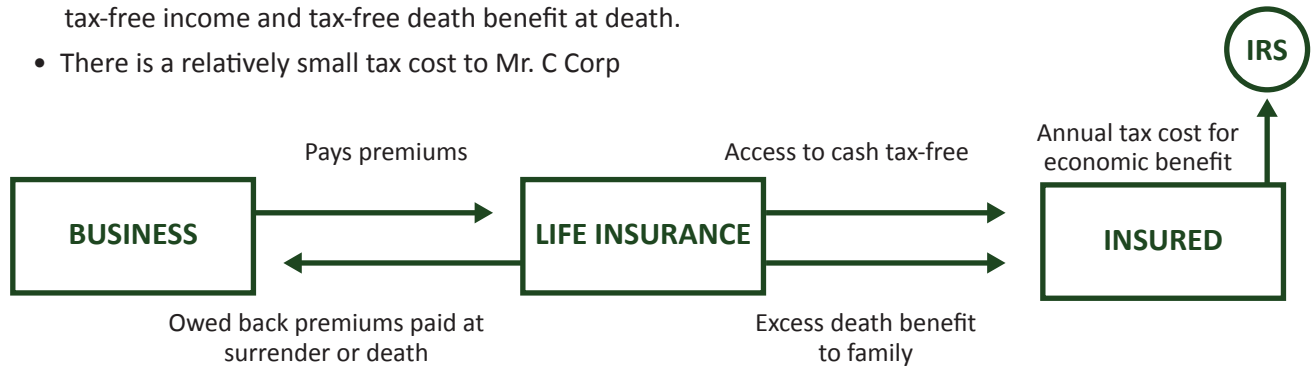 tax-free income and tax-free death benefit at death.
• There is a relatively small tax cost to Mr. C Corp
IRS
Pays premiums
Access to cash tax-free
Annual tax cost for
economic benefit
BUSINESS
LIFE INSURANCE
INSURED
Owed back premiums paid at
surrender or death
Excess death benefit
to family